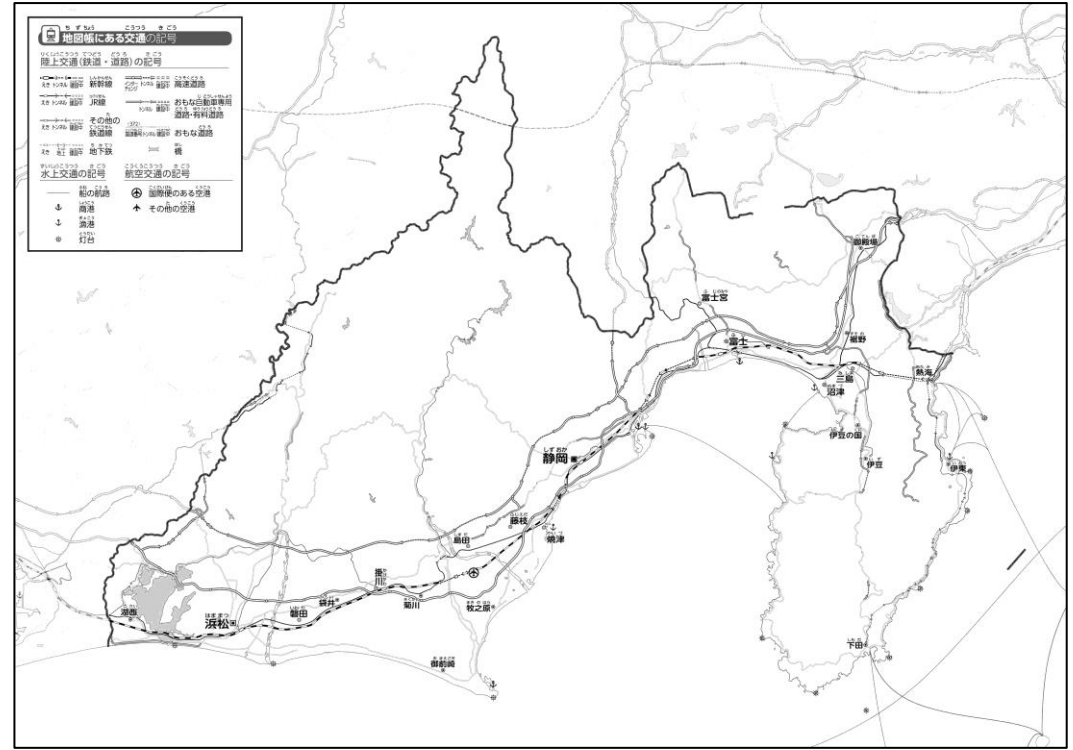 地図帳にある交通の記号
陸上交通(鉄道・道路)の記号
新幹線
高速道路
JR線
おもな自動車専用
道路・有料道路
その他の
鉄道線
おもな道路
地下鉄
橋
水上交通の記号
航空交通の記号
船の航路
国際便のある空港
商港
その他の空港
漁港
灯台
御殿場
富士宮
富士
裾野
三島
熱海
沼津
伊豆の国
静岡
伊豆
伊東
藤枝
島田
焼津
掛川
菊川
袋井
牧之原
湖西
浜松
磐田
御前崎
下田